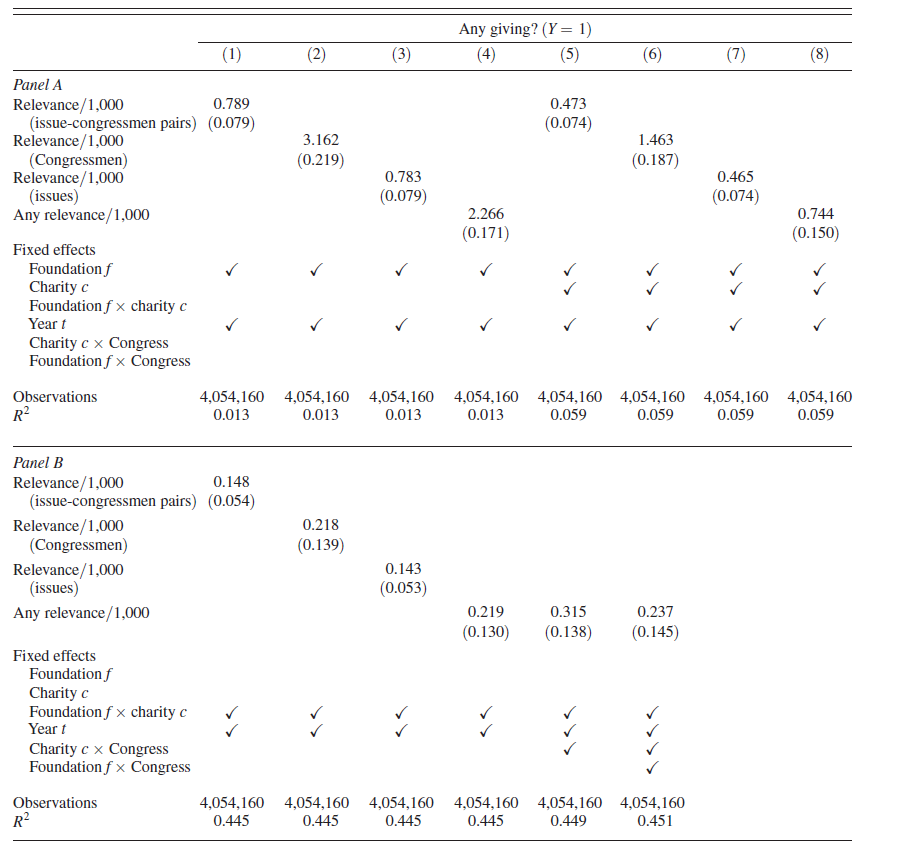 Any giving? (Y = 1)
(1) (2) (3) (4) (5) (6) (7) (8)
Panel A
Relevance/1,000 0.789 0.473
(issue-congressmen pairs) (0.079) (0.074)
Relevance/1,000 3.162 1.463
(Congressmen) (0.219) (0.187)
Relevance/1,000 0.783 0.465
(issues) (0.079) (0.074)
Any relevance/1,000 2.266 0.744
(0.171) (0.150)
Fixed effects
Foundation f ✓ ✓ ✓ ✓ ✓ ✓ ✓ ✓
Charity c ✓ ✓ ✓ ✓
Foundation f × charity c
Year t ✓ ✓ ✓ ✓ ✓ ✓ ✓ ✓
Charity c × Congress
Foundation f × Congress
Observations 4,054,160 4,054,160 4,054,160 4,054,160 4,054,160 4,054,160 4,054,160 4,054,160
R² 0.013 0.013 0.013 0.013 0.059 0.059 0.059 0.059
Panel B
Relevance/1,000 0.148
(issue-congressmen pairs) (0.054)
Relevance/1,000 0.218
(Congressmen) (0.139)
Relevance/1,000 0.143
(issues) (0.053)
Any relevance/1,000 0.219 0.315 0.237
(0.130) (0.138) (0.145)
Fixed effects
Foundation f
Charity c
Foundation f × charity c ✓ ✓ ✓ ✓ ✓ ✓
Year t ✓ ✓ ✓ ✓ ✓ ✓
Charity c × Congress ✓ ✓
Foundation f × Congress ✓
Observations 4,054,160 4,054,160 4,054,160 4,054,160 4,054,160 4,054,160
R² 0.445 0.445 0.445 0.445 0.449 0.451